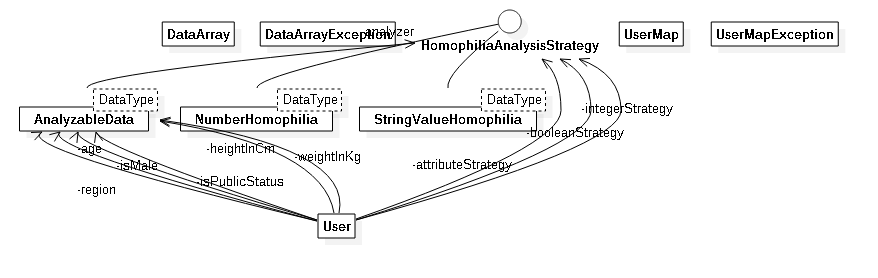 DataArray
DataArrayException
-analyzer
HomophiliaAnalysisStrategy
UserMap
UserMapException
DataType
AnalyzableData
DataType
NumberHomophilia
DataType
StringValueHomophilia
-integerStrategy
-booleanStrategy
-age
-heightInCm
-weightInKg
-isMale
-attributeStrategy
-isPublicStatus
-region
User